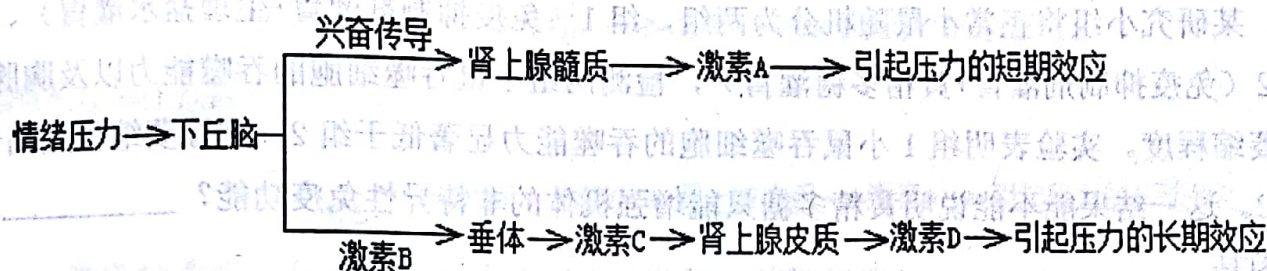 兴奋传导
肾上腺髓质 → 激素A → 引起压力的短期效应
情绪压力 → 下丘脑
激素B
垂体 → 激素C → 肾上腺皮质 → 激素D → 引起压力的长期效应